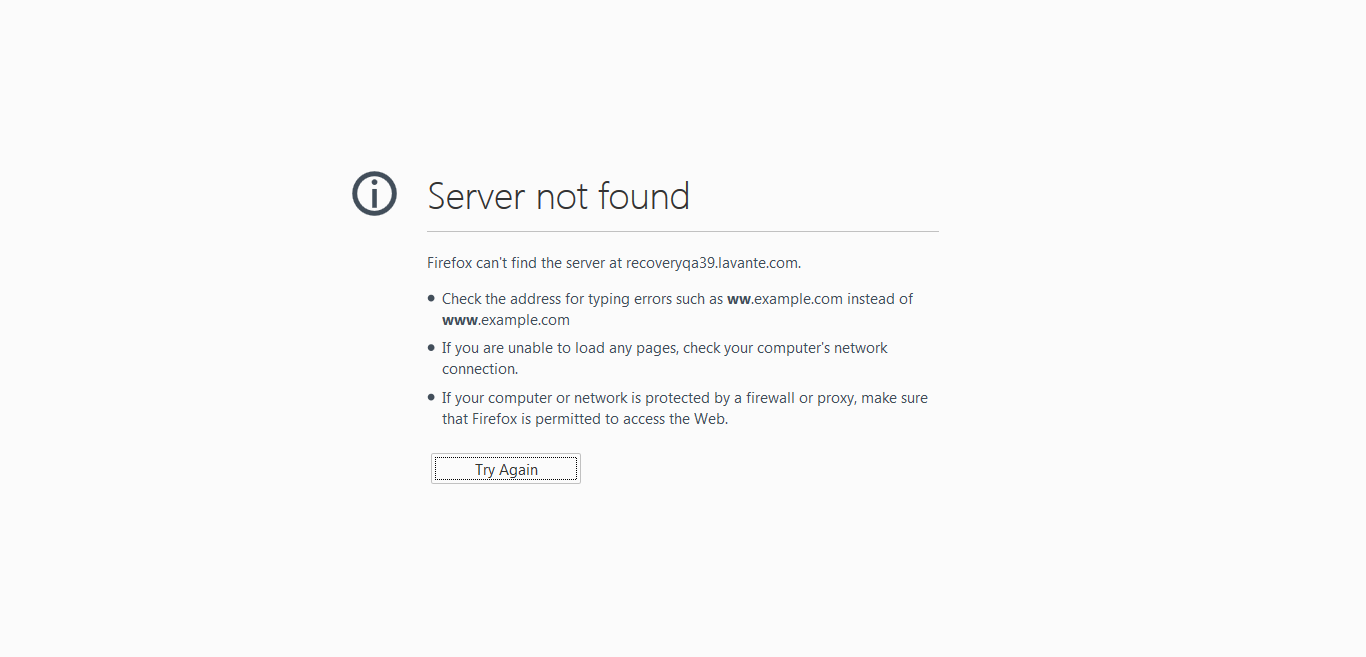 Server not found
Firefox can't find the server at recoveryqa39.lavante.com.
Check the address for typing errors such as ww.example.com instead of
www.example.com
If you are unable to load any pages, check your computer's network
connection.
If your computer or network is protected by a firewall or proxy, make sure
that Firefox is permitted to access the Web.
Try Again